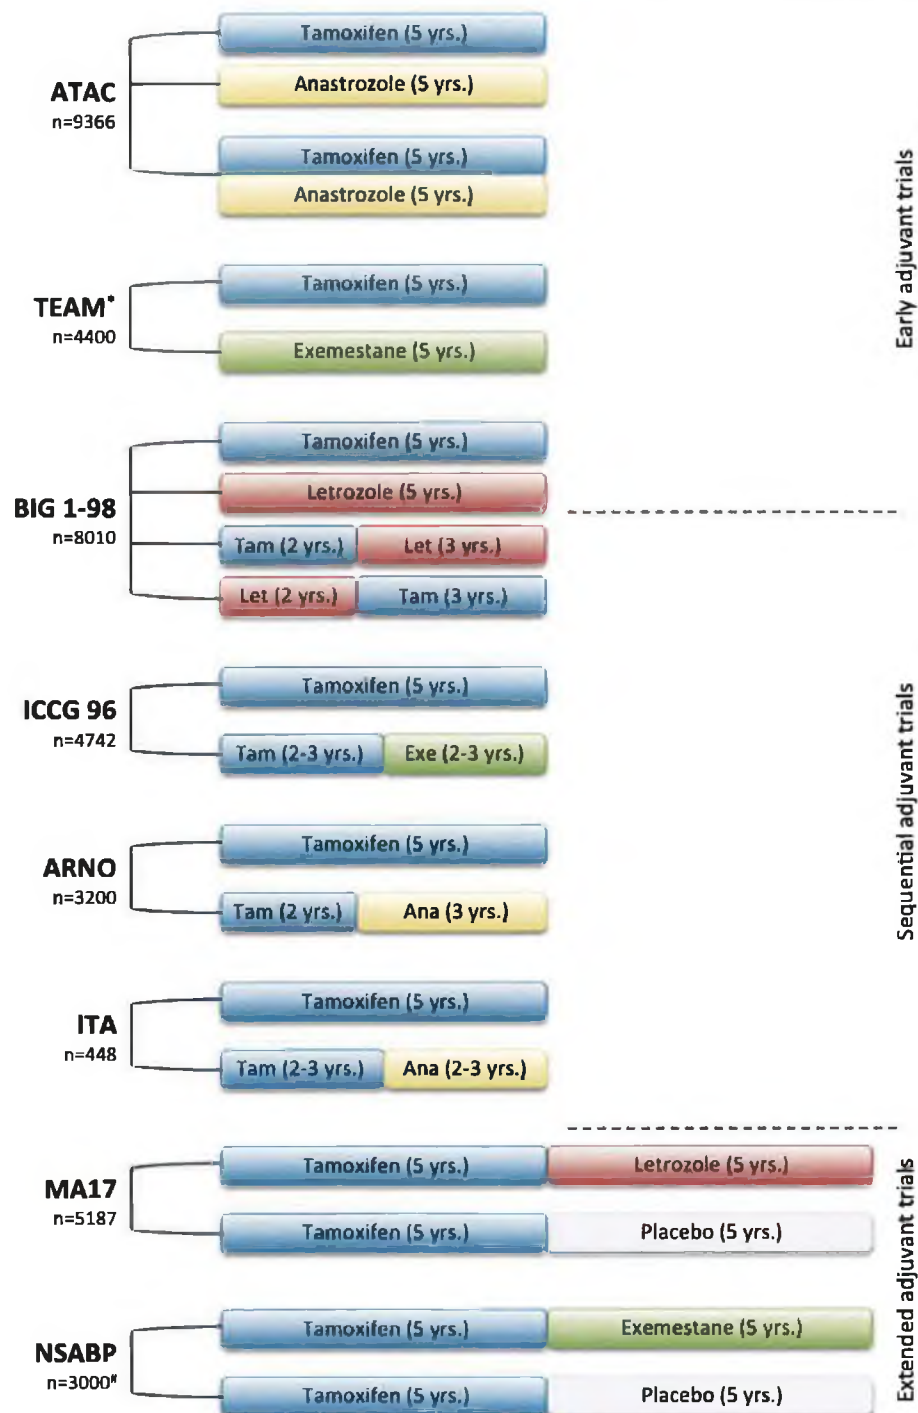 Tamoxifen (5 yrs.)
Anastrozole (5 yrs.)
ATAC
n=9366
Tamoxifen (5 yrs.)
Anastrozole (5 yrs.)
Early adjuvant trials
Tamoxifen (5 yrs.)
TEAM*
n=4400
Exemestane (5 yrs.)
Tamoxifen (5 yrs.)
Letrozole (5 yrs.)
BIG 1-98
n=8010
Tam (2 yrs.) Let (3 yrs.)
Let (2 yrs.) Tam (3 yrs.)
Tamoxifen (5 yrs.)
ICCG 96
n=4742
Tam (2-3 yrs.) Exe (2-3 yrs.)
Sequential adjuvant trials
Tamoxifen (5 yrs.)
ARNO
n=3200
Tam (2 yrs.) Ana (3 yrs.)
Tamoxifen (5 yrs.)
ITA
n=448
Tam (2-3 yrs.) Ana (2-3 yrs.)
Tamoxifen (5 yrs.) Letrozole (5 yrs.)
MA17
n=5187
Tamoxifen (5 yrs.) Placebo (5 yrs.)
Extended adjuvant trials
Tamoxifen (5 yrs.) Exemestane (5 yrs.)
NSABP
n=3000#
Tamoxifen (5 yrs.) Placebo (5 yrs.)